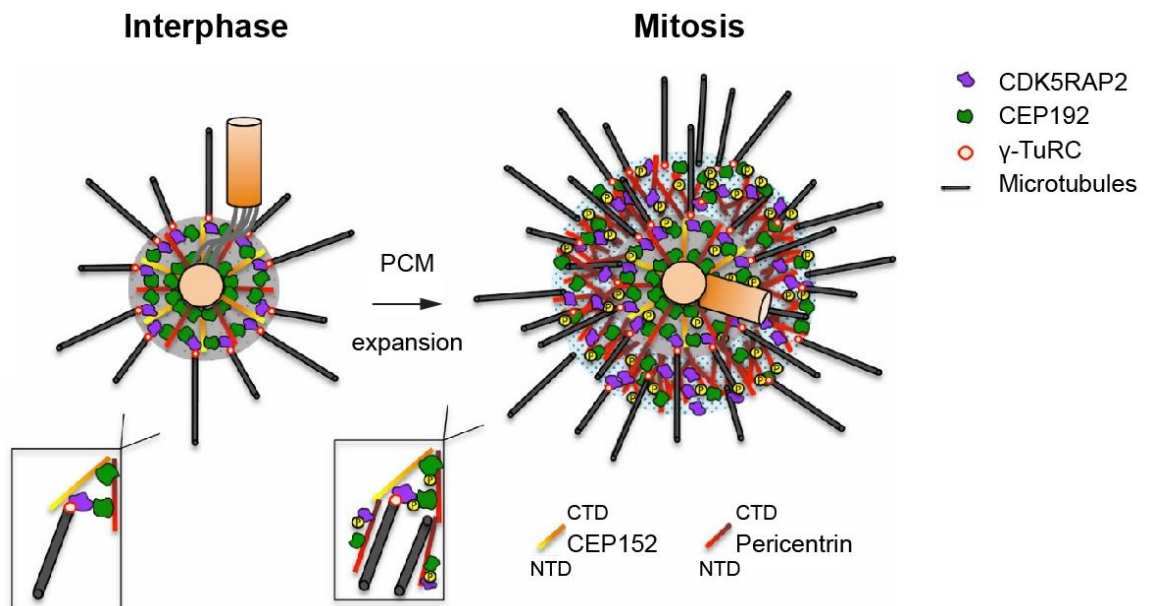 Interphase
Mitosis
CDK5RAP2
CEP192
γ-TuRC
Microtubules
PCM
expansion
P P P P P P P P P P P P P P P P P P P P P P P P P P P P
P
P
P
P
CTD
CEP152
NTD
CTD
Pericentrin
NTD